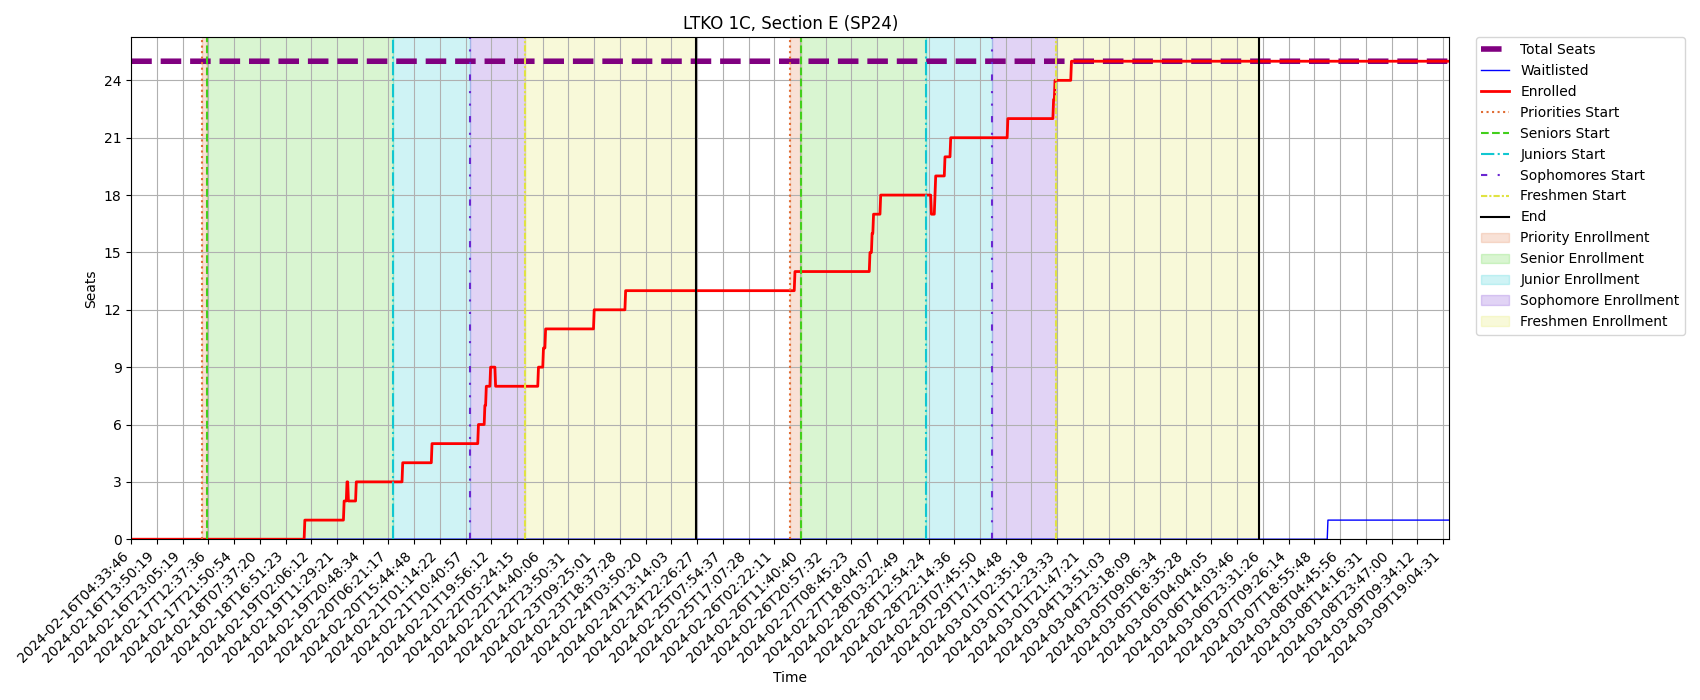 LTKO 1C, Section E (SP24)
Total Seats
Waitlisted
Enrolled
Priorities Start
Seniors Start
Juniors Start
Sophomores Start
Freshmen Start
End
Priority Enrollment
Senior Enrollment
Junior Enrollment
Sophomore Enrollment
Freshmen Enrollment
Seats
24
21
18
15
12
9
6
3
0
2024-02-16T04:33:46
2024-02-16T13:50:19
2024-02-16T23:05:19
2024-02-17T12:37:36
2024-02-17T21:50:54
2024-02-18T07:37:20
2024-02-18T16:51:23
2024-02-19T02:06:12
2024-02-19T11:29:21
2024-02-19T20:48:34
2024-02-20T06:21:17
2024-02-20T15:44:48
2024-02-21T01:14:22
2024-02-21T10:40:57
2024-02-21T19:56:12
2024-02-22T05:24:15
2024-02-22T14:40:06
2024-02-22T23:50:31
2024-02-23T09:25:01
2024-02-23T18:37:28
2024-02-24T03:50:20
2024-02-24T13:14:03
2024-02-24T22:26:27
2024-02-25T07:54:37
2024-02-25T17:07:28
2024-02-26T02:22:11
2024-02-26T11:40:40
2024-02-26T20:57:32
2024-02-27T08:45:23
2024-02-27T18:04:07
2024-02-28T03:22:49
2024-02-28T12:54:24
2024-02-28T22:14:36
2024-02-29T07:45:50
2024-02-29T17:14:48
2024-03-01T02:35:18
2024-03-01T12:23:33
2024-03-01T21:47:21
2024-03-04T13:51:03
2024-03-04T23:18:09
2024-03-05T09:06:34
2024-03-05T18:35:28
2024-03-06T04:04:05
2024-03-06T14:03:46
2024-03-06T23:31:26
2024-03-07T09:26:14
2024-03-07T18:55:48
2024-03-08T04:45:56
2024-03-08T14:16:31
2024-03-08T23:47:00
2024-03-09T09:34:12
2024-03-09T19:04:31
Time